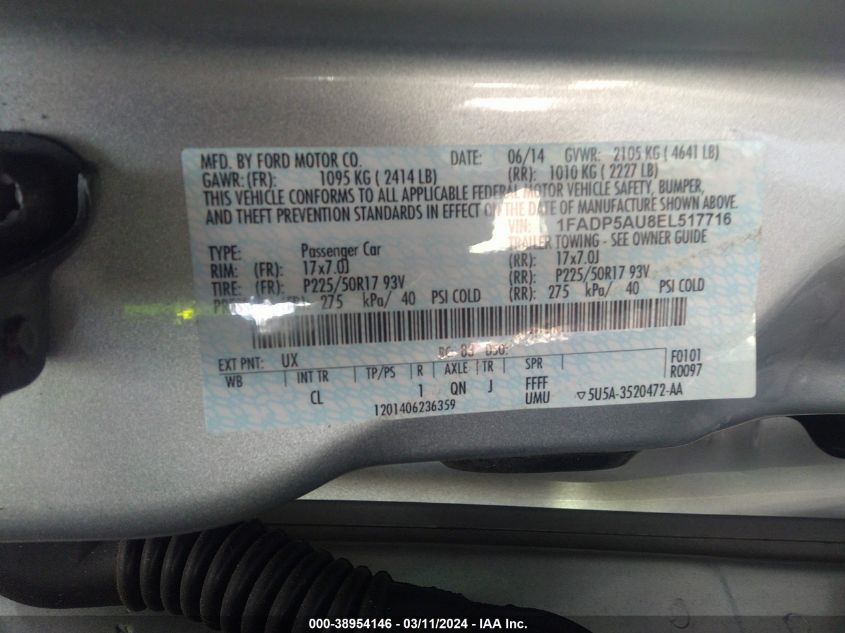 MFD. BY FORD MOTOR CO. DATE: 06/14 GVWR: 2105 KG ( 4641 LB)
GAWR: (FR): 1095 KG ( 2414 LB) (RR): 1010 KG ( 2227 LB)
THIS VEHICLE CONFORMS TO ALL APPLICABLE FEDERAL MOTOR VEHICLE SAFETY, BUMPER,
AND THEFT PREVENTION STANDARDS IN EFFECT ON THE DATE OF MANUFACTURE SHOWN ABOVE.
VIN: 1FADP5AU8EL517716
TYPE: Passenger Car TRAILER TOWING - SEE OWNER GUIDE
RIM: (FR): 17x7.0J (RR): 17x7.0J
TIRE: (FR): P225/50R17 93V (RR): P225/50R17 93V
275 kPa/ 40 PSI COLD (RR): 275 kPa/ 40 PSI COLD
EXT PNT: UX
WB INT TR TP/PS R AXLE TR SPR F0101
CL 1 QN J FFFF R0097
1201406236359 UMU ▽5U5A-3520472-AA
000-38954146 - 03/11/2024 - IAA Inc.